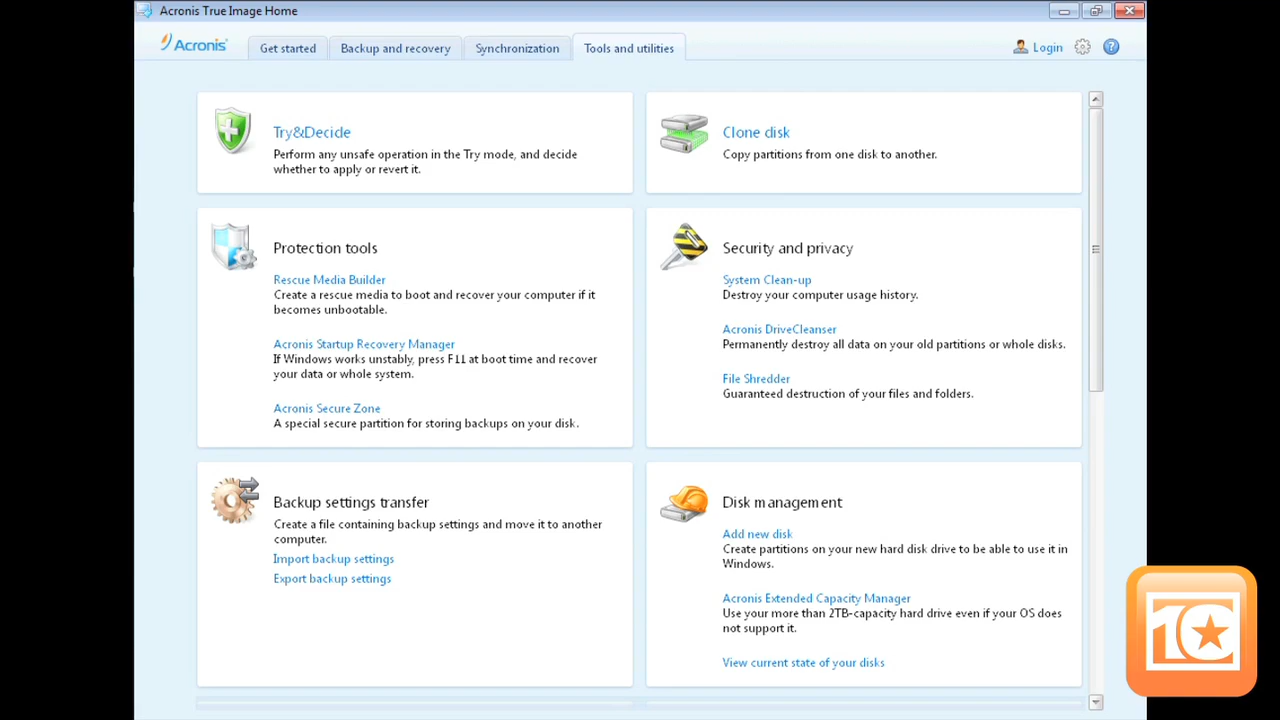 Acronis True Image Home
Acronis
Get started
Backup and recovery
Synchronization
Tools and utilities
Login
Try&Decide
Perform any unsafe operation in the Try mode, and decide
whether to apply or revert it.
Clone disk
Copy partitions from one disk to another.
Protection tools
Rescue Media Builder
Create a rescue media to boot and recover your computer if it
becomes unbootable.
Acronis Startup Recovery Manager
If Windows works unstably, press F11 at boot time and recover
your data or whole system.
Acronis Secure Zone
A special secure partition for storing backups on your disk.
Security and privacy
System Clean-up
Destroy your computer usage history.
Acronis DriveCleanser
Permanently destroy all data on your old partitions or whole disks.
File Shredder
Guaranteed destruction of your files and folders.
Backup settings transfer
Create a file containing backup settings and move it to another
computer.
Import backup settings
Export backup settings
Disk management
Add new disk
Create partitions on your new hard disk drive to be able to use it in
Windows.
Acronis Extended Capacity Manager
Use your more than 2TB-capacity hard drive even if your OS does
not support it.
View current state of your disks